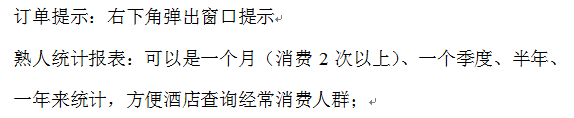 订单提示：右下角弹出窗口提示
熟人统计报表：可以是一个月（消费 2 次以上）、一个季度、半年、
一年来统计，方便酒店查询经常消费人群；